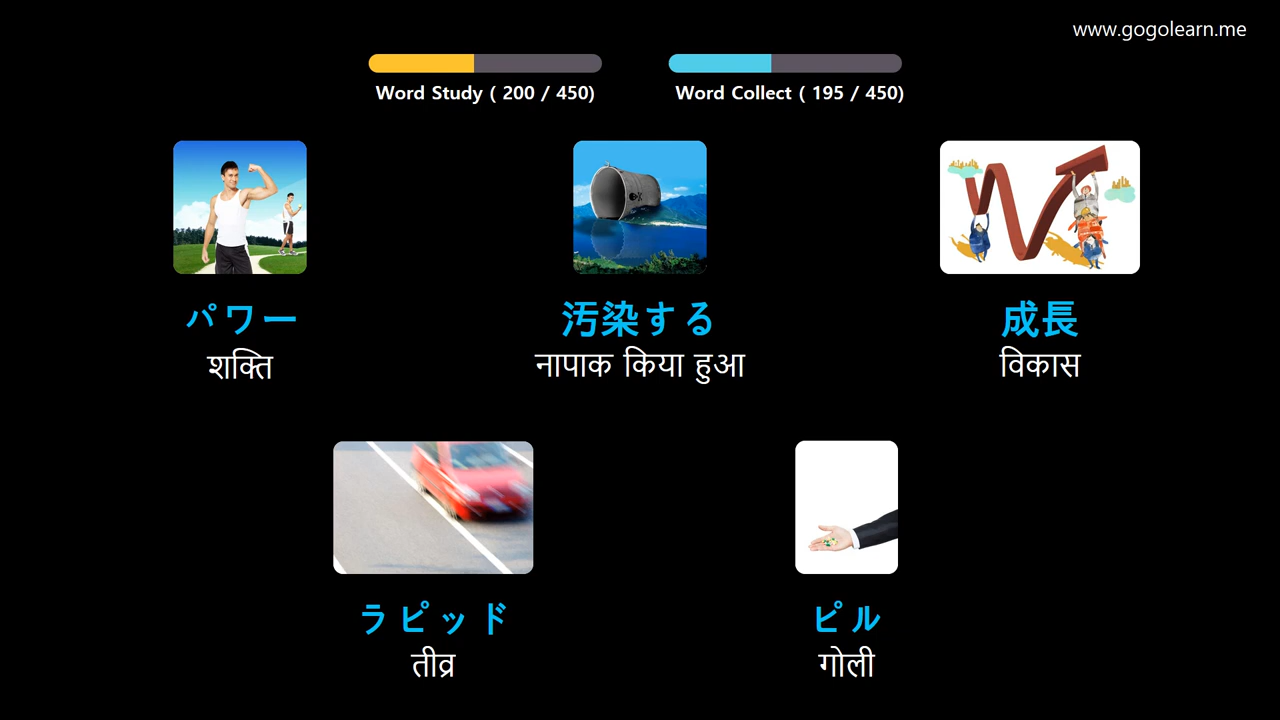 www.gogolearn.me
Word Study ( 200 / 450)
Word Collect ( 195 / 450)
パワー
शक्ति
汚染する
नापाक किया हुआ
成長
विकास
ラピッド
तीव्र
ピル
गोली